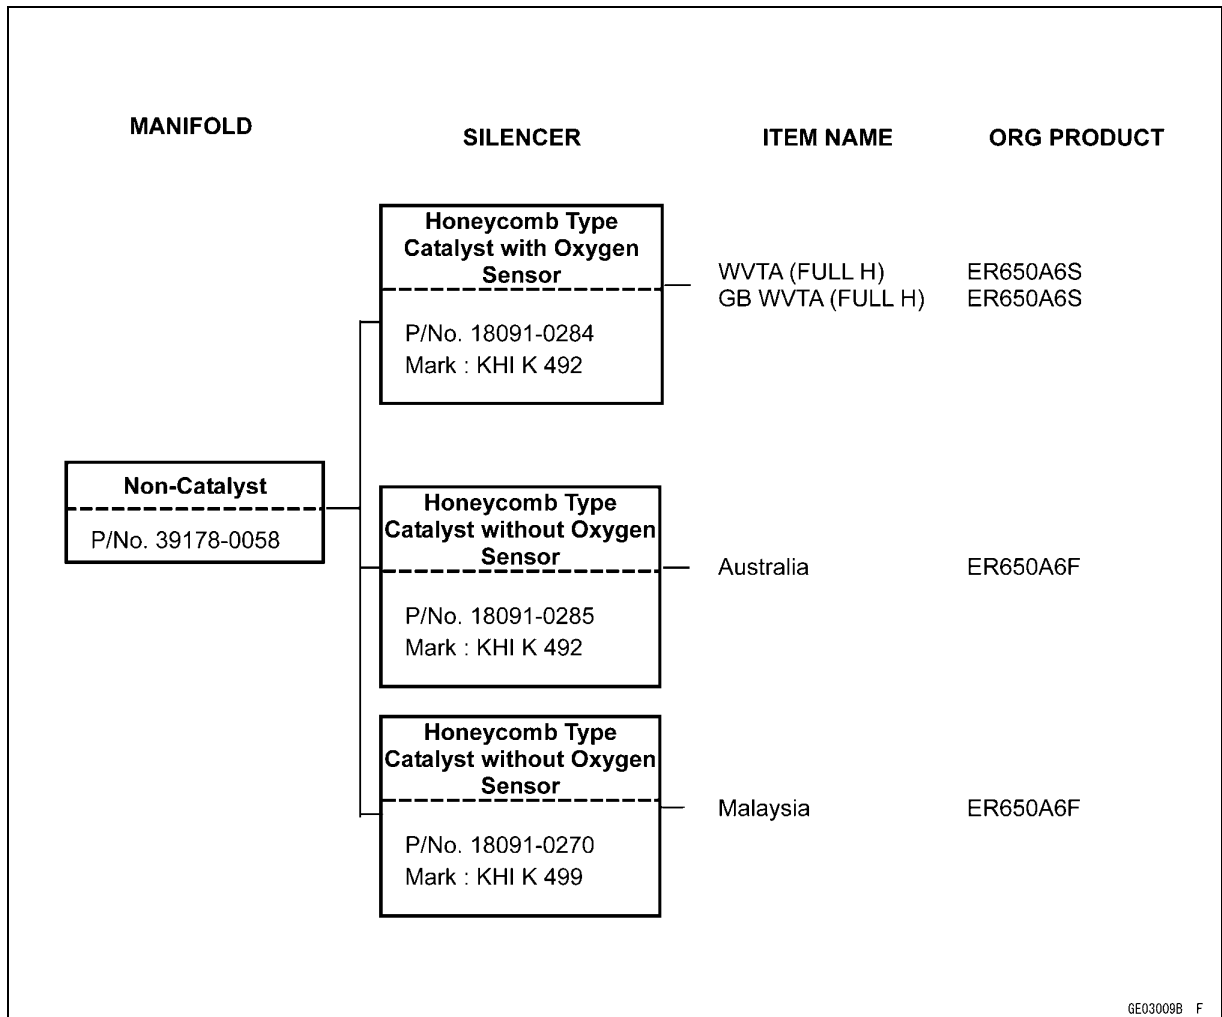 MANIFOLD
SILENCER
ITEM NAME
ORG PRODUCT
Honeycomb Type
Catalyst with Oxygen
Sensor
P/No. 18091-0284
Mark : KHI K 492
WVTA (FULL H)
ER650A6S
GB WVTA (FULL H)
ER650A6S
Non-Catalyst
P/No. 39178-0058
Honeycomb Type
Catalyst without Oxygen
Sensor
P/No. 18091-0285
Mark : KHI K 492
Australia
ER650A6F
Honeycomb Type
Catalyst without Oxygen
Sensor
P/No. 18091-0270
Mark : KHI K 499
Malaysia
ER650A6F
GE03009B F